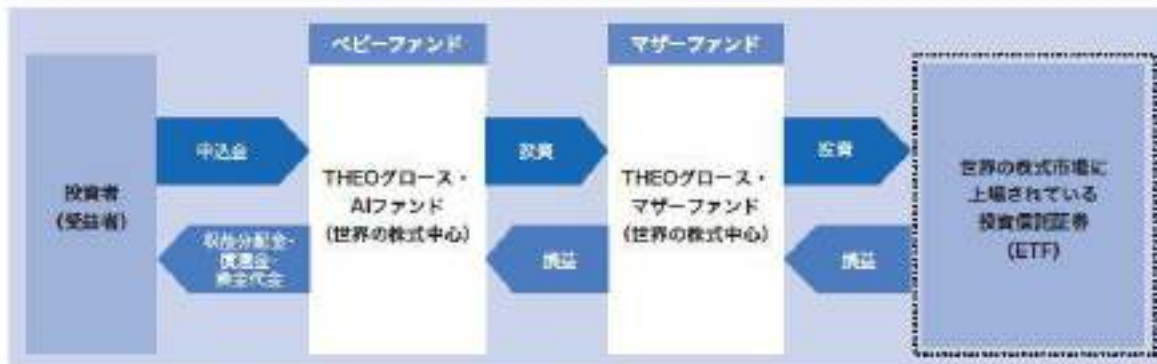 ベビーファンド
マザーファンド
投資者
(受益者)
申込金
収益分配金・
償還金・
換金代金
THEOグロース・
AIファンド
(世界の株式中心)
投資
損益
THEOグロース・
マザーファンド
(世界の株式中心)
投資
損益
世界の株式市場に
上場されている
投資信託証券
(ETF)